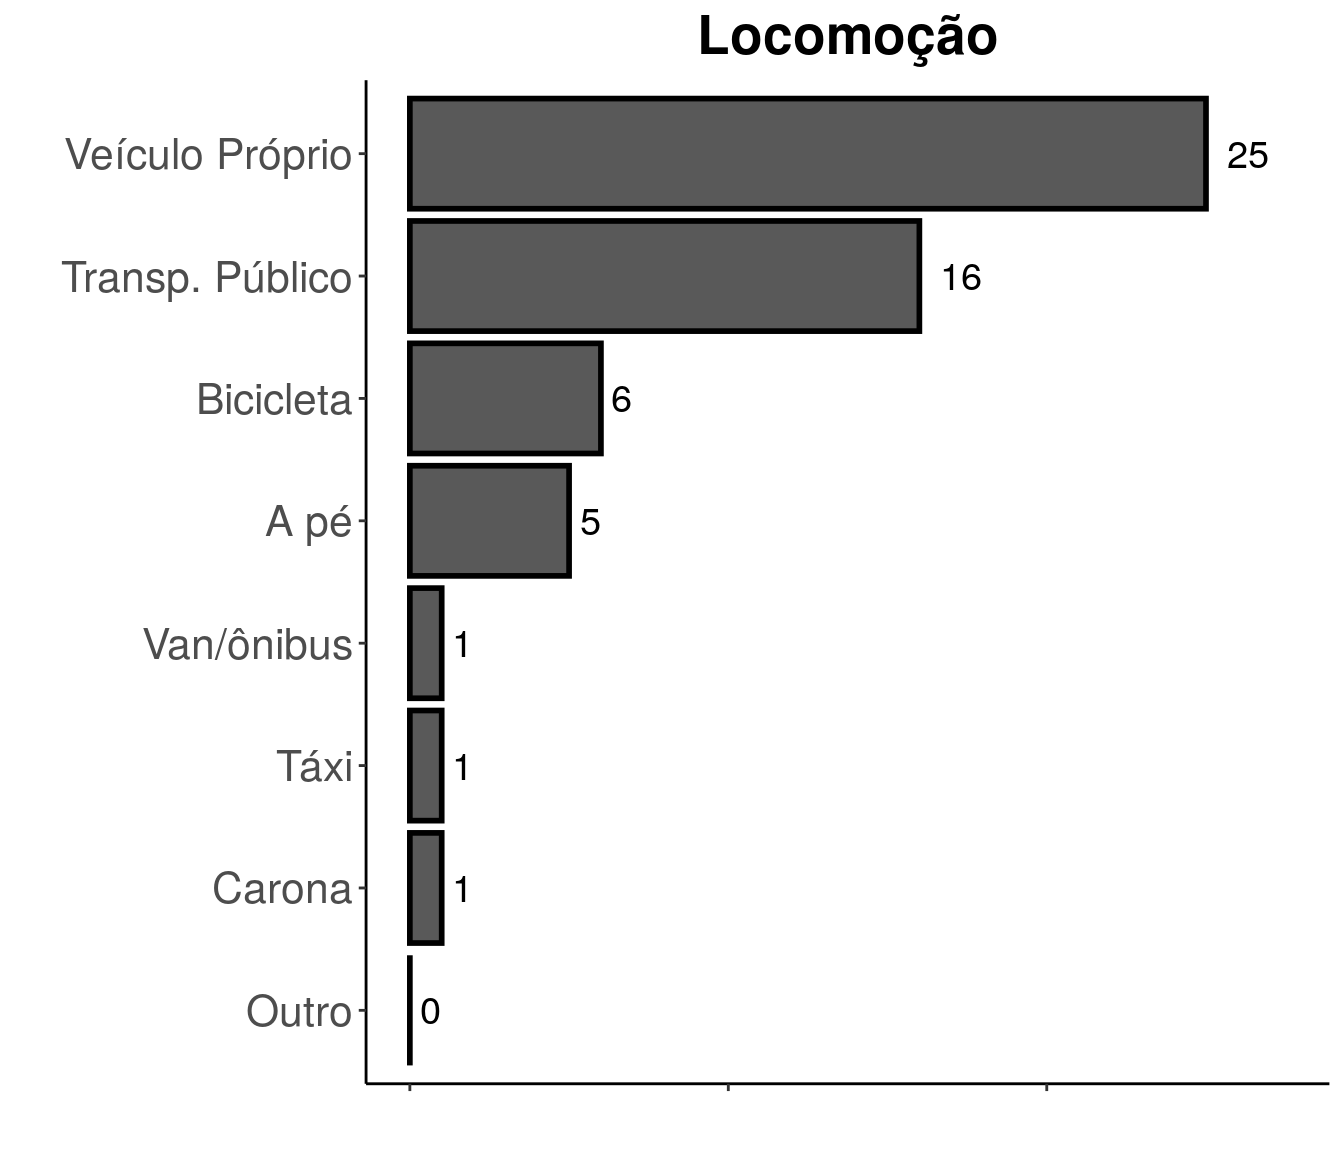 Locomoção
Veículo Próprio 25
Transp. Público 16
Bicicleta 6
A pé 5
Van/ônibus 1
Táxi 1
Carona 1
Outro 0